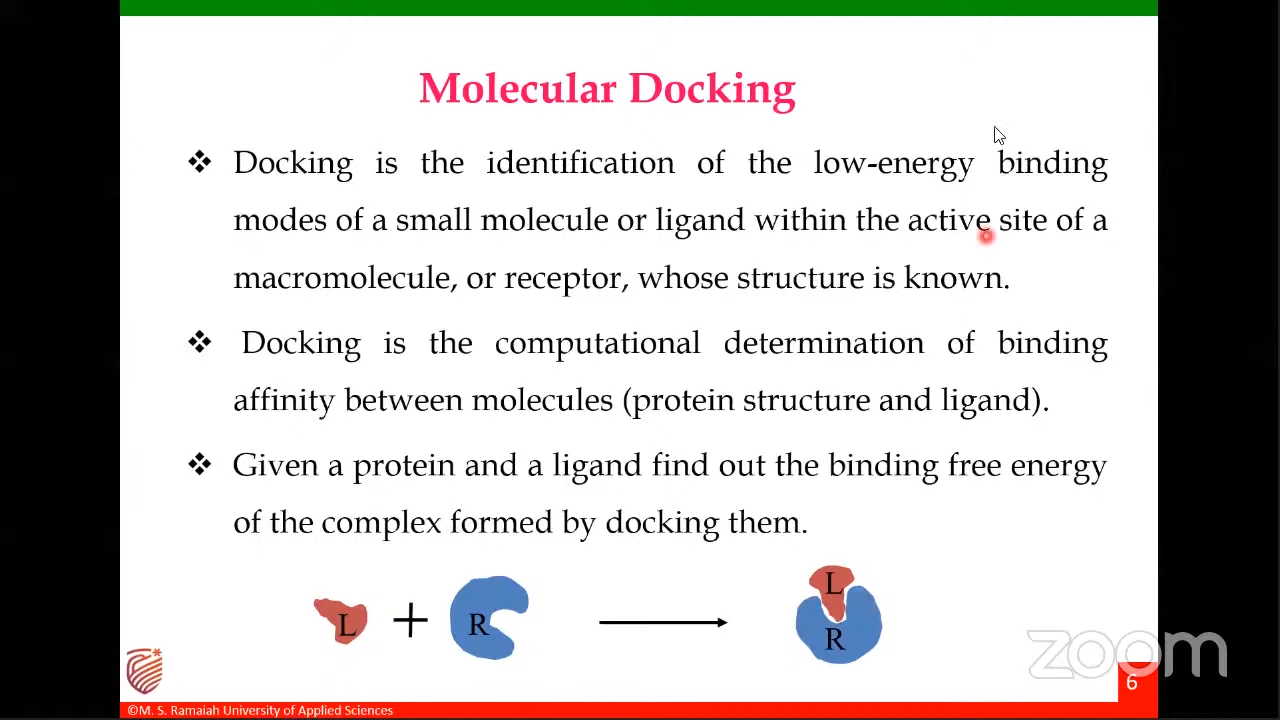 Molecular Docking
❖ Docking is the identification of the low-energy binding
modes of a small molecule or ligand within the active site of a
macromolecule, or receptor, whose structure is known.
❖ Docking is the computational determination of binding
affinity between molecules (protein structure and ligand).
❖ Given a protein and a ligand find out the binding free energy
of the complex formed by docking them.
L + R L
R
zoom
6
©M. S. Ramaiah University of Applied Sciences